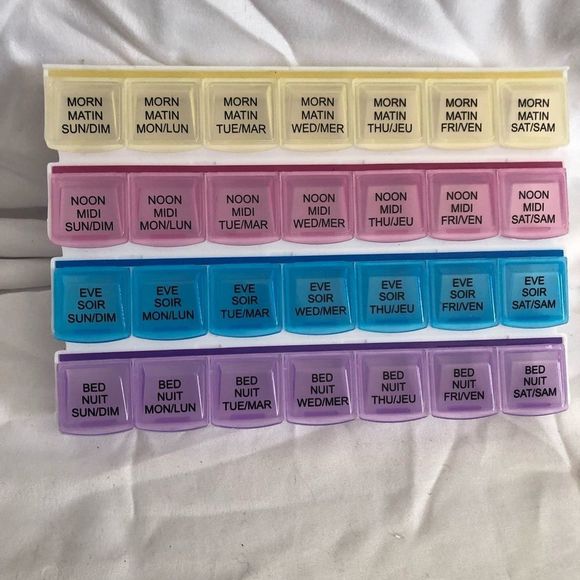 MORN
MATIN
SUN/DIM
MORN
MATIN
MON/LUN
MORN
MATIN
TUE/MAR
MORN
MATIN
WED/MER
MORN
MATIN
THU/JEU
MORN
MATIN
FRI/VEN
MORN
MATIN
SAT/SAM
NOON
MIDI
SUN/DIM
NOON
MIDI
MON/LUN
NOON
MIDI
TUE/MAR
NOON
MIDI
WED/MER
NOON
MIDI
THU/JEU
NOON
MIDI
FRI/VEN
NOON
MIDI
SAT/SAM
EVE
SOIR
SUN/DIM
EVE
SOIR
MON/LUN
EVE
SOIR
TUE/MAR
EVE
SOIR
WED/MER
EVE
SOIR
THU/JEU
EVE
SOIR
FRI/VEN
EVE
SOIR
SAT/SAM
BED
NUIT
SUN/DIM
BED
NUIT
MON/LUN
BED
NUIT
TUE/MAR
BED
NUIT
WED/MER
BED
NUIT
THU/JEU
BED
NUIT
FRI/VEN
BED
NUIT
SAT/SAM